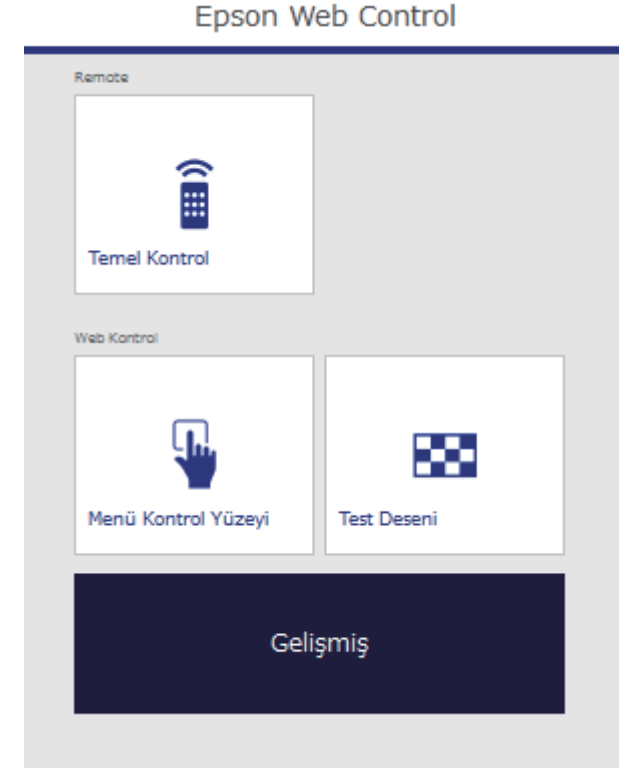 Epson Web Control
Remote
Temel Kontrol
Web Kontrol
Menü Kontrol Yüzeyi
Test Deseni
Gelişmiş